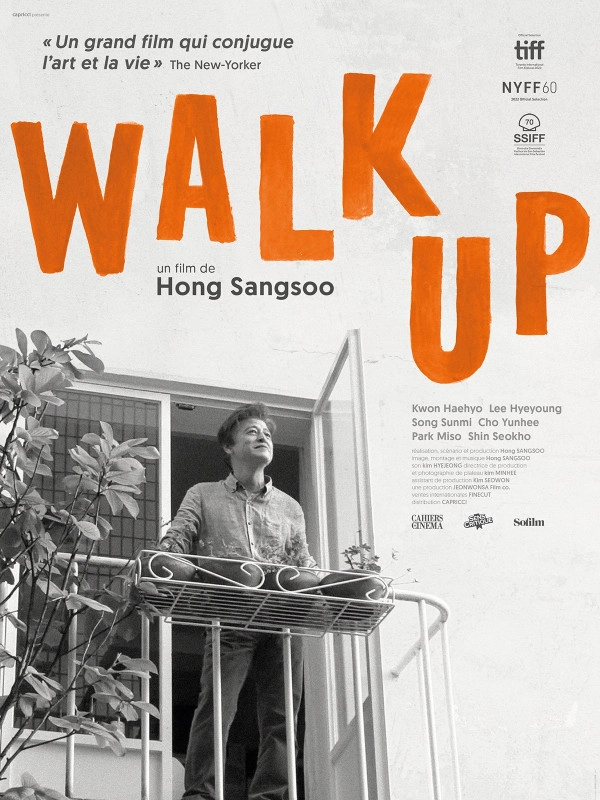 capricci présente
« Un grand film qui conjugue
l’art et la vie » The New-Yorker
tiff
NYFF60
2022 Official Selection
70
SSIFF
WALK
UP
un film de
Hong Sangsoo
Kwon Haehyo Lee Hyeyoung
Song Sunmi Cho Yunhee
Park Miso Shin Seokho
réalisation, scénario et production Hong SANGSOO
image, montage et musique Hong SANGSOO
son kim HYEJEONG directrice de production
et photographie de plateau kim MINHEE
assistant de production Kim SEOWON
une production JEONWONSA Film co.
ventes internationales FINECUT
distribution CAPRICCI
CAHIERS
CINEMA
SENS
CRITIQUE
Sofilm